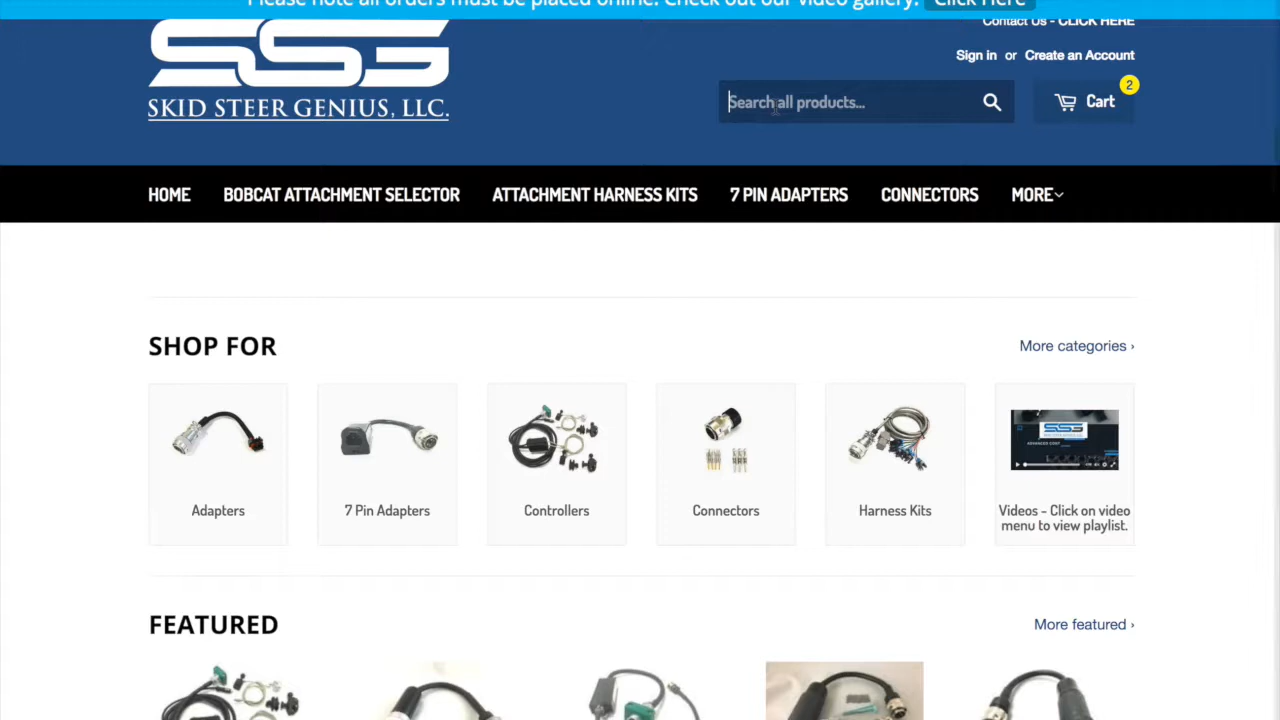 Please note all orders must be placed online. Check out our video gallery. Click Here
Contact Us - CLICK HERE
SSG
SKID STEER GENIUS, LLC.
Sign in or Create an Account
Search all products...
Cart
2
HOME
BOBCAT ATTACHMENT SELECTOR
ATTACHMENT HARNESS KITS
7 PIN ADAPTERS
CONNECTORS
MORE
SHOP FOR
More categories ›
SSG
Adapters
7 Pin Adapters
Controllers
Connectors
Harness Kits
Videos - Click on video
menu to view playlist.
FEATURED
More featured ›